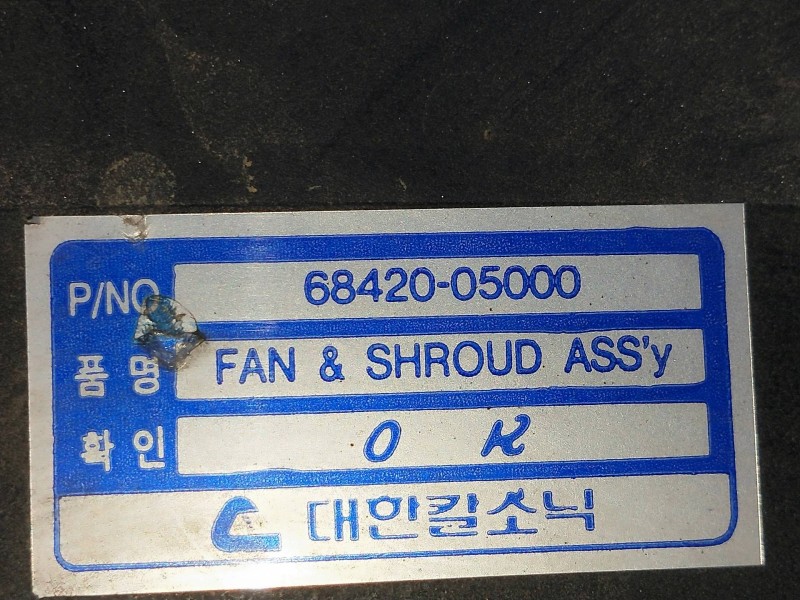 P/NO 68420-05000
품 명 FAN & SHROUD ASS'y
확 인 O K
대한칼소닉